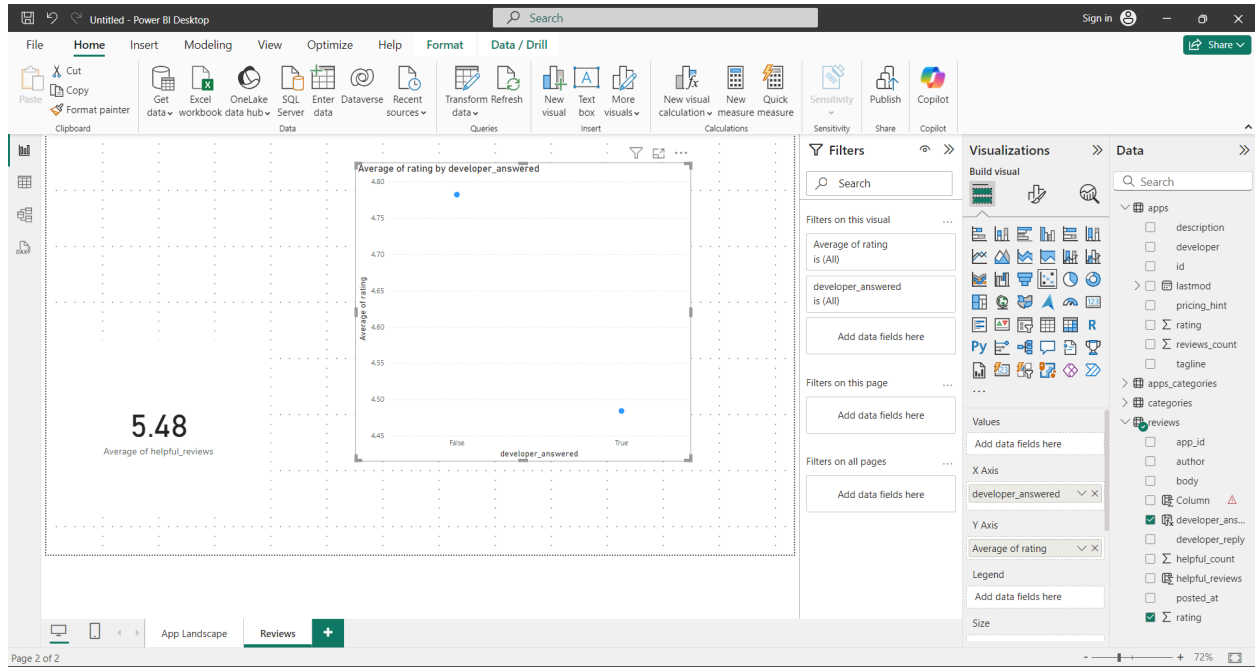 Untitled - Power BI Desktop
Search
Sign in
File Home Insert Modeling View Optimize Help Format Data / Drill
Share
Paste
Cut
Copy
Format painter
Get data
Excel workbook
OneLake data hub
SQL Server
Enter data
Dataverse
Recent sources
Transform data
Refresh
New visual
Text box
More visuals
New visual calculation
New measure
Quick measure
Sensitivity
Publish
Copilot
Clipboard
Data
Queries
Insert
Calculations
Sensitivity
Share
Copilot
DAX
5.48
Average of helpful_reviews
Average of rating by developer_answered
4.80
4.75
4.70
4.65
4.60
4.55
4.50
4.45
Average of rating
False
True
developer_answered
Filters
Search
Filters on this visual
Average of rating
is (All)
developer_answered
is (All)
Add data fields here
Filters on this page
Add data fields here
Filters on all pages
Add data fields here
Visualizations
Build visual
123
R
Py
123
Values
Add data fields here
X Axis
developer_answered
Y Axis
Average of rating
Legend
Add data fields here
Size
Data
Search
apps
description
developer
id
lastmod
pricing_hint
rating
reviews_count
tagline
apps_categories
categories
reviews
app_id
author
body
Column
developer_ans...
developer_reply
helpful_count
helpful_reviews
posted_at
rating
App Landscape
Reviews
Page 2 of 2
72%